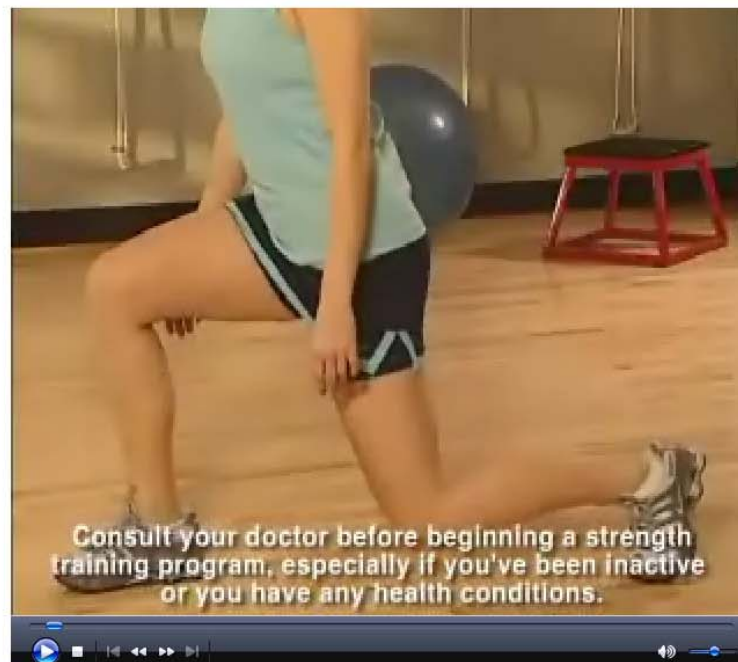 Consult your doctor before beginning a strength
training program, especially if you've been inactive
or you have any health conditions.